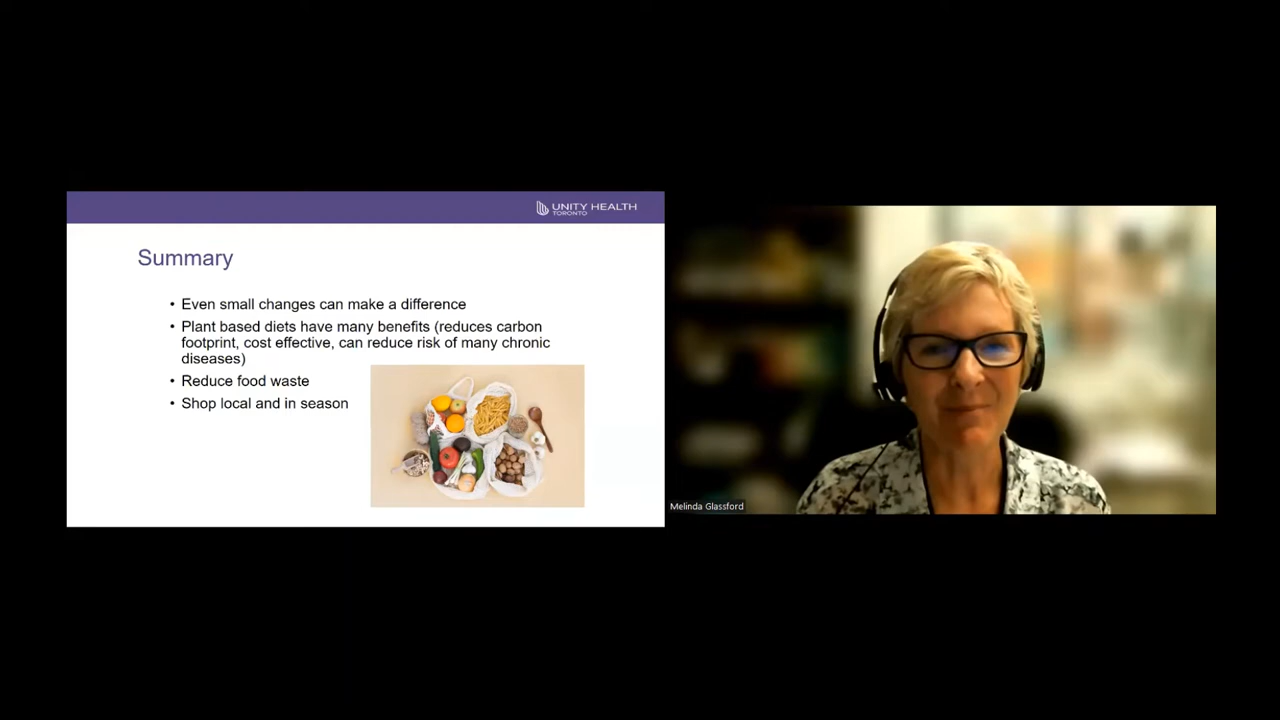 UNITY HEALTH
TORONTO
Summary
• Even small changes can make a difference
• Plant based diets have many benefits (reduces carbon
footprint, cost effective, can reduce risk of many chronic
diseases)
• Reduce food waste
• Shop local and in season
Melinda Glassford